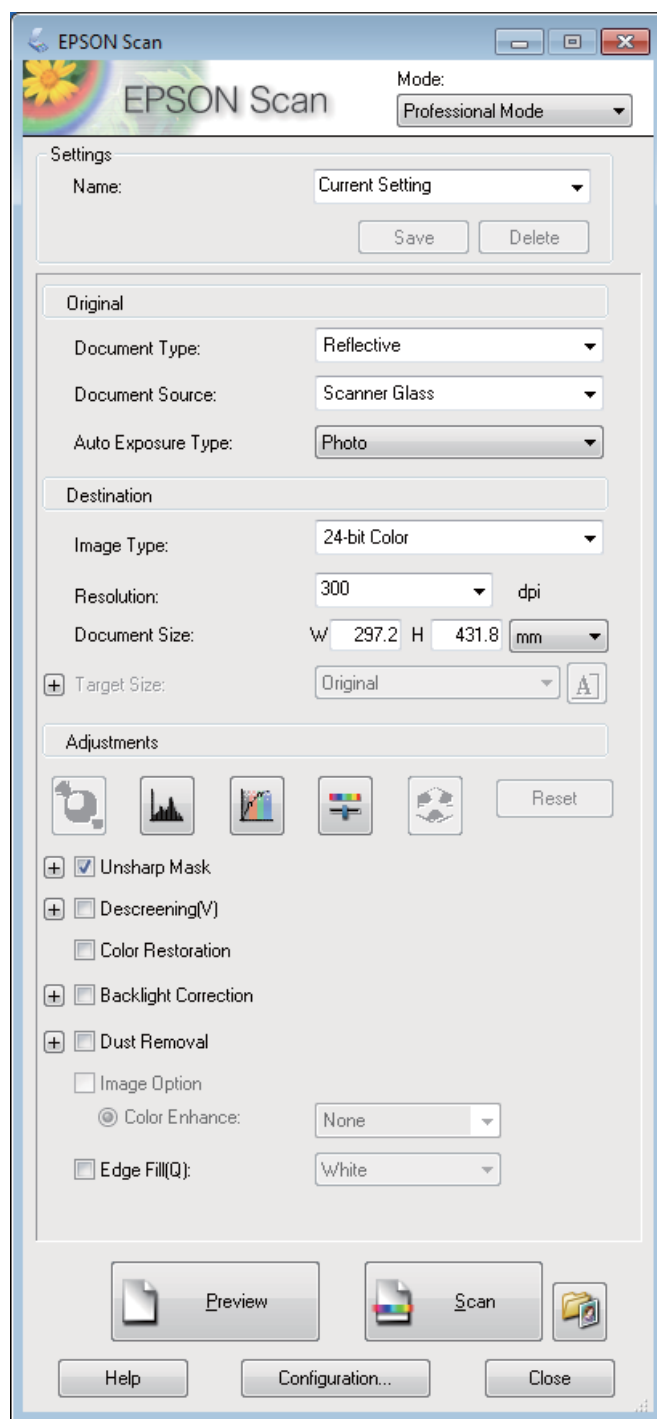 EPSON Scan
EPSON Scan
Mode:
Professional Mode
Settings
Name: Current Setting
Save Delete
Original
Document Type: Reflective
Document Source: Scanner Glass
Auto Exposure Type: Photo
Destination
Image Type: 24-bit Color
Resolution: 300 dpi
Document Size: W 297.2 H 431.8 mm
Target Size: Original A
Adjustments
Reset
Unsharp Mask
Descreening(V)
Color Restoration
Backlight Correction
Dust Removal
Image Option
Color Enhance: None
Edge Fill(Q): White
Preview Scan
Help Configuration... Close